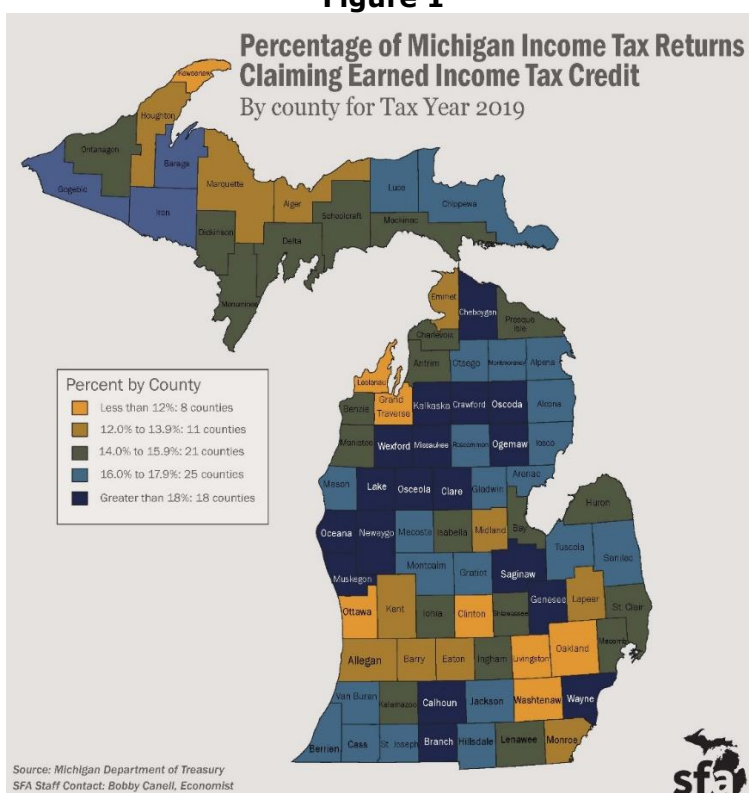 Figure 1
Percentage of Michigan Income Tax Returns
Claiming Earned Income Tax Credit
By county for Tax Year 2019
Keweenaw
Houghton
Ontonagon
Baraga
Gogebic
Marquette
Luce
Iron
Alger
Chippewa
Schoolcraft
Mackinac
Dickinson
Delta
Menominee
Emmet
Cheboygan
Presque
Isle
Charlevoix
Antrim
Otsego
Montmorency
Alpena
Leelanau
Grand
Traverse
Kalkaska
Crawford
Oscoda
Alcona
Benzie
Manistee
Wexford
Missaukee
Roscommon
Ogemaw
Iosco
Percent by County
Less than 12%: 8 counties
12.0% to 13.9%: 11 counties
14.0% to 15.9%: 21 counties
16.0% to 17.9%: 25 counties
Greater than 18%: 18 counties
Mason
Lake
Osceola
Clare
Gladwin
Arenac
Huron
Oceana
Newaygo
Mecosta
Isabella
Midland
Bay
Tuscola
Sanilac
Muskegon
Montcalm
Gratiot
Saginaw
Genesee
Lapeer
St. Clair
Ottawa
Kent
Ionia
Clinton
Shiawassee
Macomb
Oakland
Allegan
Barry
Eaton
Ingham
Livingston
Van Buren
Kalamazoo
Calhoun
Jackson
Washtenaw
Wayne
Berrien
Cass
St. Joseph
Branch
Hillsdale
Lenawee
Monroe
Source: Michigan Department of Treasury
SFA Staff Contact: Bobby Canell, Economist
sfa